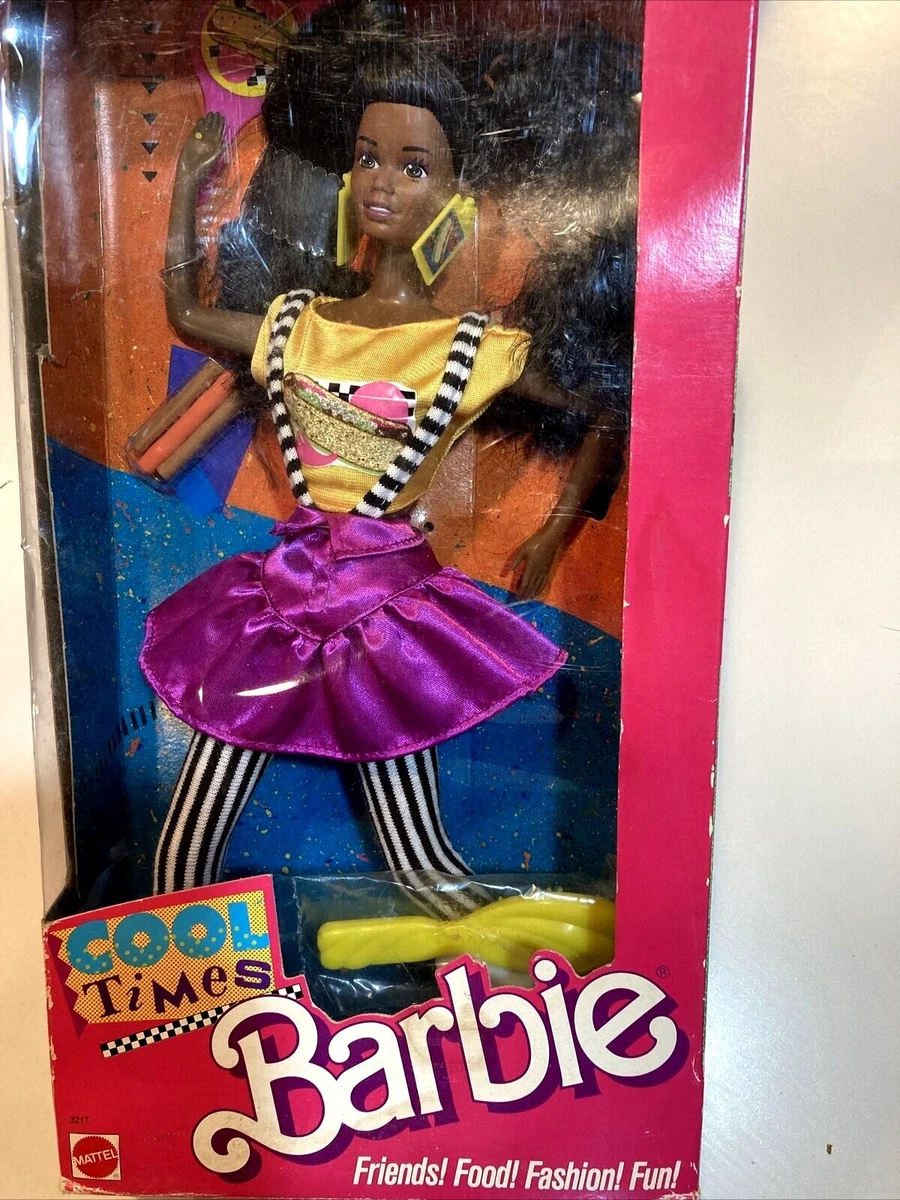 COOL
TiMes
Barbie®
3217
MATTEL®
Friends! Food! Fashion! Fun!